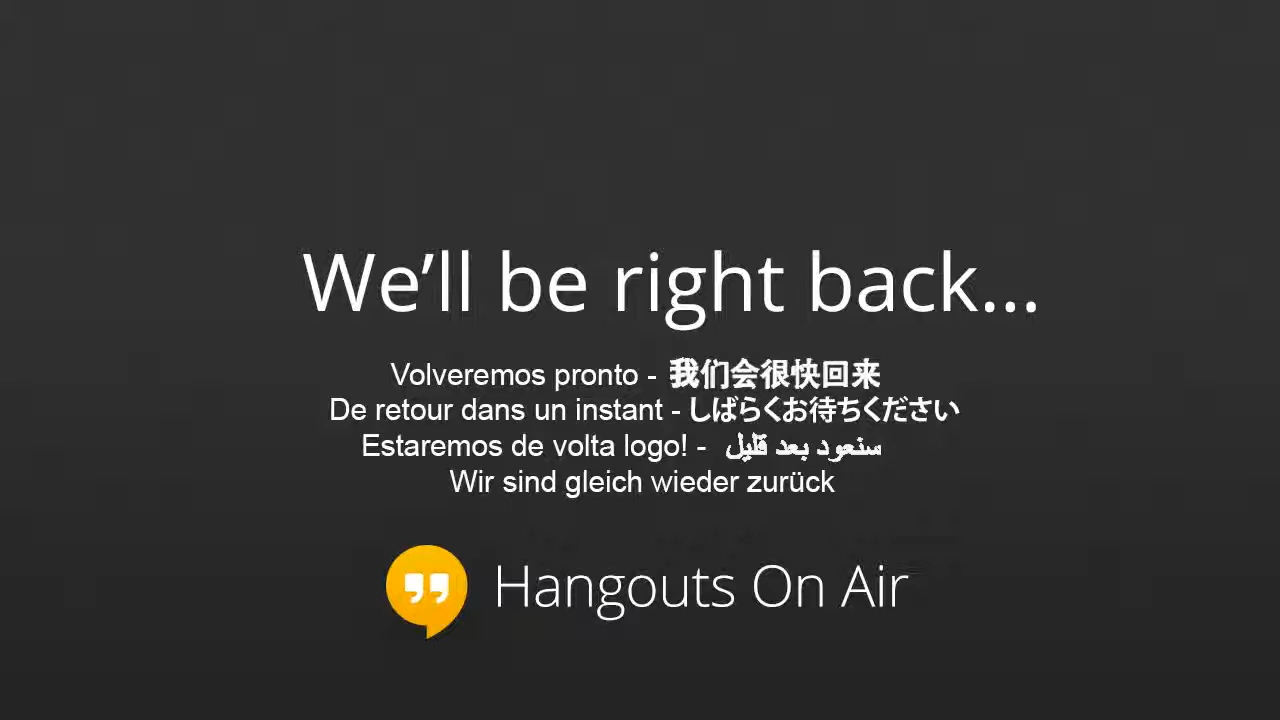 We’ll be right back...
Volveremos pronto - 我们会很快回来
De retour dans un instant - しばらくお待ちください
Estaremos de volta logo! - سنعود بعد قليل
Wir sind gleich wieder zurück
Hangouts On Air